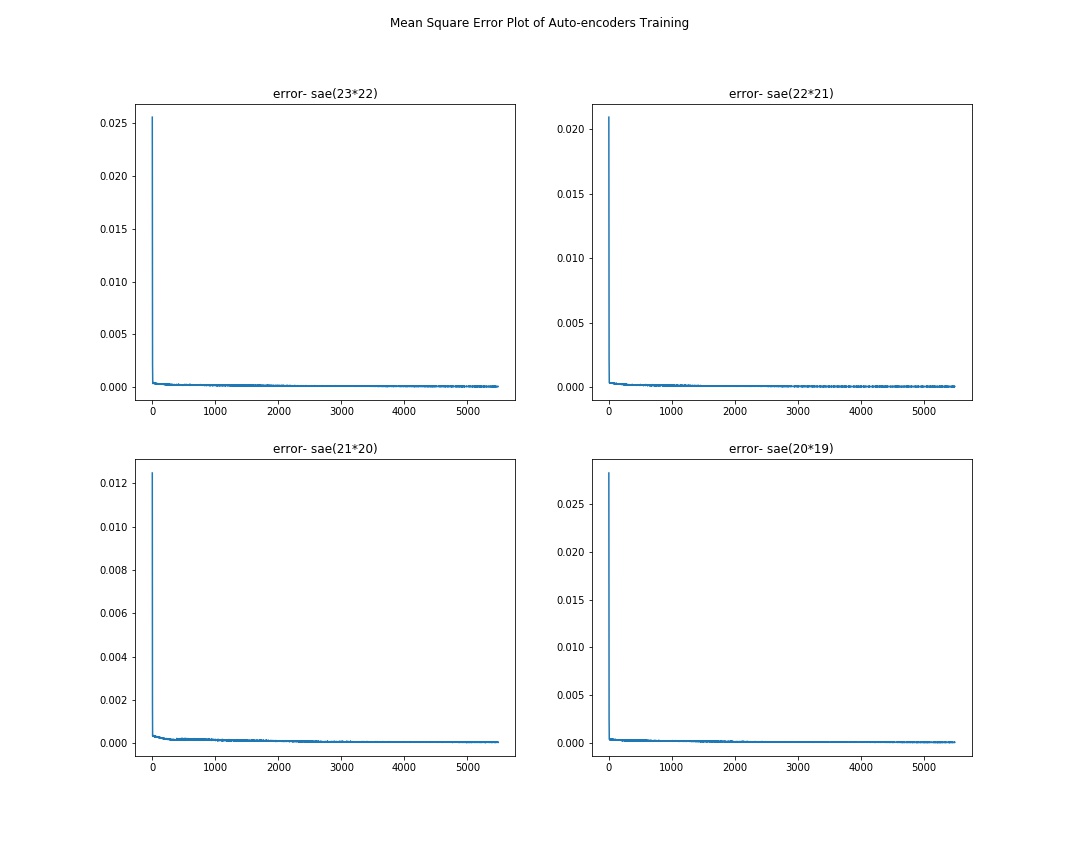 Mean Square Error Plot of Auto-encoders Training
error- sae(23*22)
0.025
0.020
0.015
0.010
0.005
0.000
0 1000 2000 3000 4000 5000
error- sae(22*21)
0.020
0.015
0.010
0.005
0.000
0 1000 2000 3000 4000 5000
error- sae(21*20)
0.012
0.010
0.008
0.006
0.004
0.002
0.000
0 1000 2000 3000 4000 5000
error- sae(20*19)
0.025
0.020
0.015
0.010
0.005
0.000
0 1000 2000 3000 4000 5000